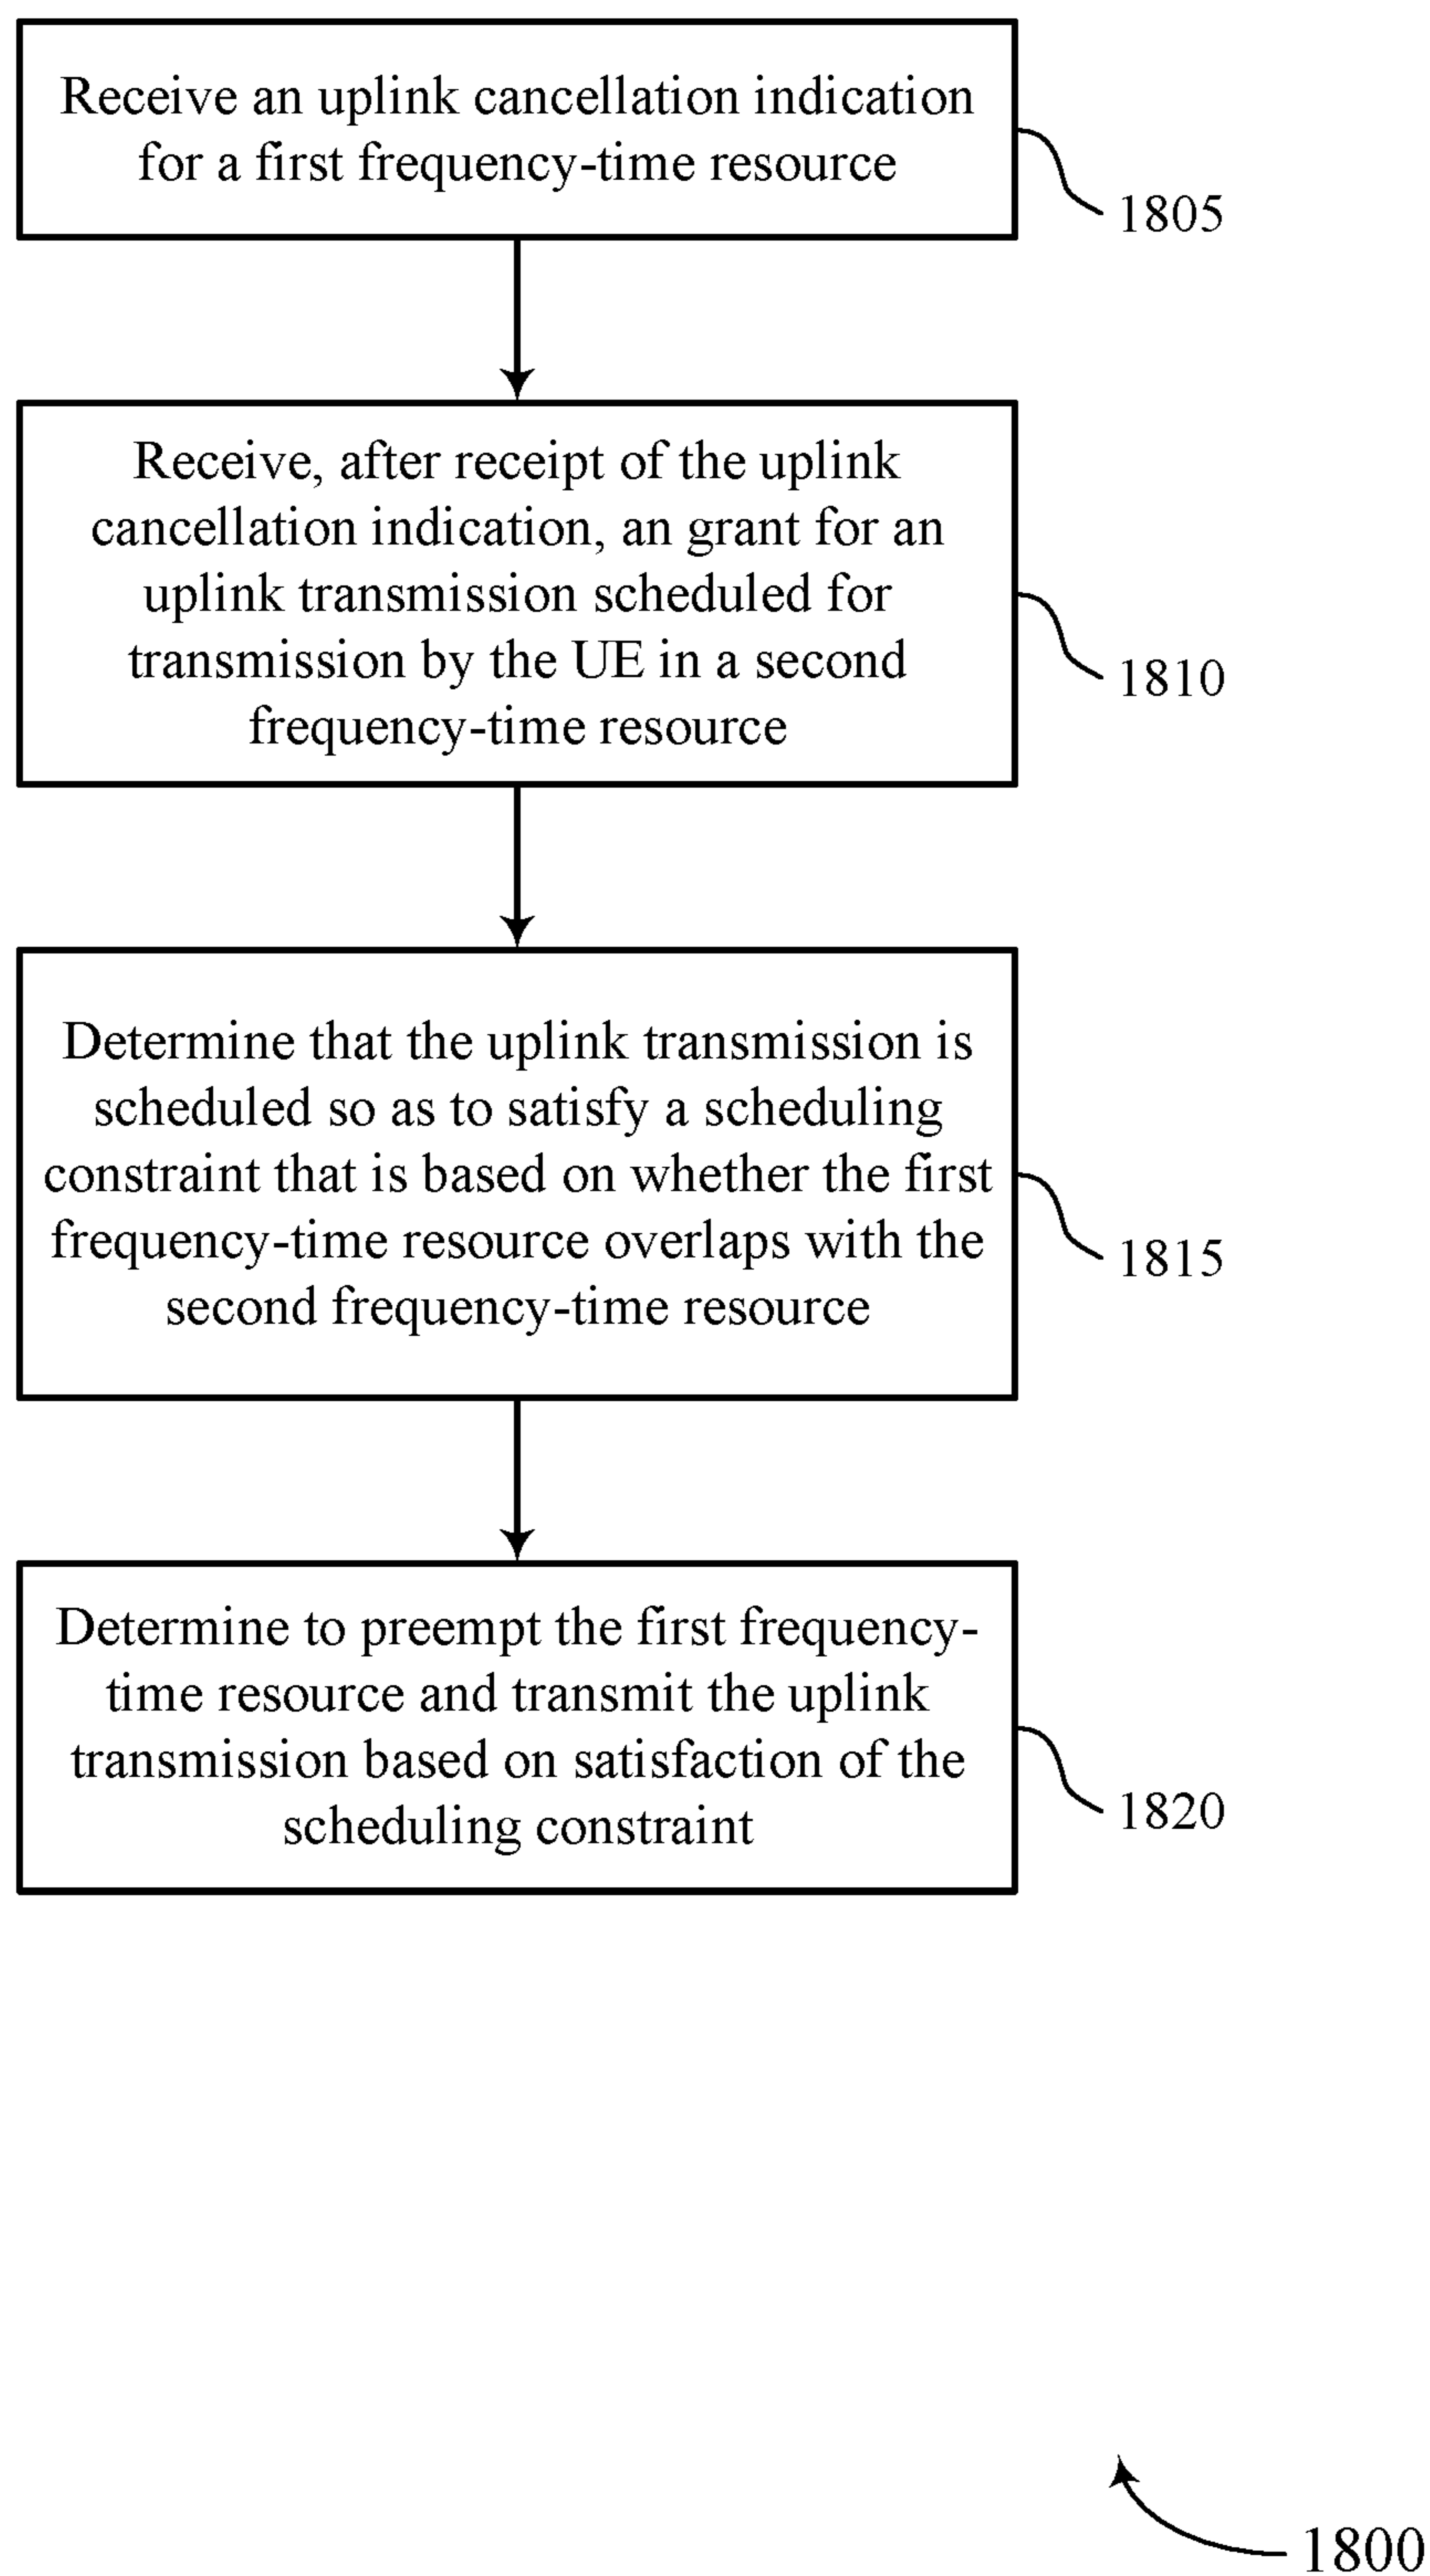 Receive an uplink cancellation indication
for a first frequency-time resource
1805
Receive, after receipt of the uplink
cancellation indication, an grant for an
uplink transmission scheduled for
transmission by the UE in a second
frequency-time resource
1810
Determine that the uplink transmission is
scheduled so as to satisfy a scheduling
constraint that is based on whether the first
frequency-time resource overlaps with the
second frequency-time resource
1815
Determine to preempt the first frequency-
time resource and transmit the uplink
transmission based on satisfaction of the
scheduling constraint
1820
1800